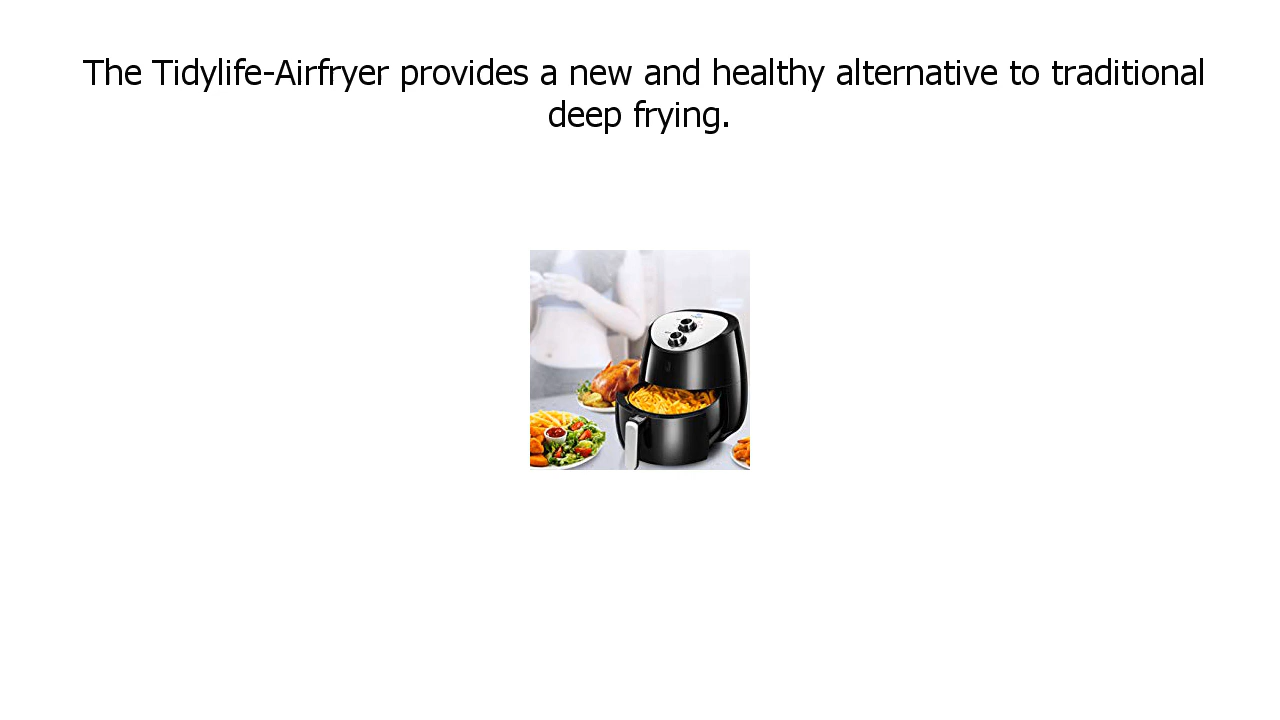 The Tidylife-Airfryer provides a new and healthy alternative to traditional
deep frying.